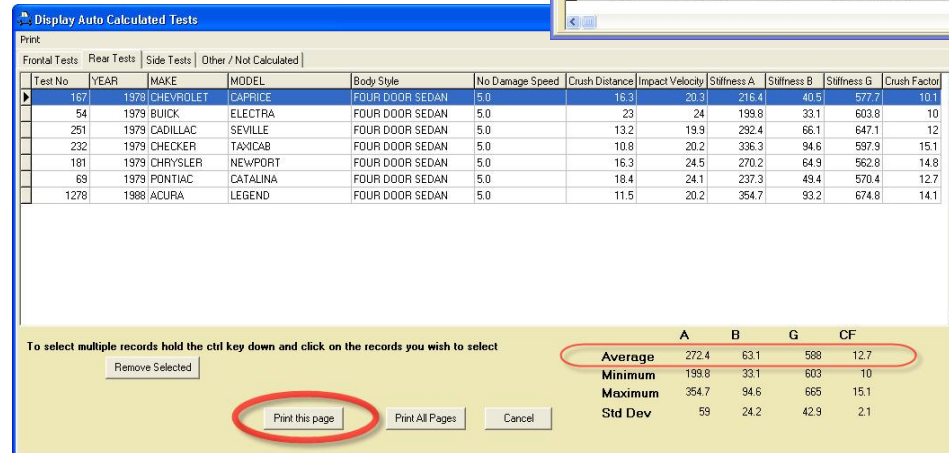 Display Auto Calculated Tests
Print
Frontal Tests Rear Tests Side Tests Other / Not Calculated
Test No YEAR MAKE MODEL Body Style No Damage Speed Crush Distance Impact Velocity Stiffness A Stiffness B Stiffness G Crush Factor
167 1978 CHEVROLET CAPRICE FOUR DOOR SEDAN 5.0 16.3 20.3 216.4 40.5 577.7 10.1
54 1979 BUICK ELECTRA FOUR DOOR SEDAN 5.0 23 24 199.8 33.1 603.8 10
251 1979 CADILLAC SEVILLE FOUR DOOR SEDAN 5.0 13.2 19.9 292.4 66.1 647.1 12
232 1979 CHECKER TAXICAB FOUR DOOR SEDAN 5.0 10.8 20.2 336.3 94.6 597.9 15.1
181 1979 CHRYSLER NEWPORT FOUR DOOR SEDAN 5.0 16.3 24.5 270.2 64.9 562.8 14.8
69 1979 PONTIAC CATALINA FOUR DOOR SEDAN 5.0 18.4 24.1 237.3 49.4 570.4 12.7
1278 1988 ACURA LEGEND FOUR DOOR SEDAN 5.0 11.5 20.2 354.7 93.2 674.8 14.1
To select multiple records hold the ctrl key down and click on the records you wish to select
Remove Selected
Print this page Print All Pages Cancel
A B G CF
Average 272.4 63.1 588 12.7
Minimum 199.8 33.1 603 10
Maximum 354.7 94.6 665 15.1
Std Dev 59 24.2 42.9 2.1